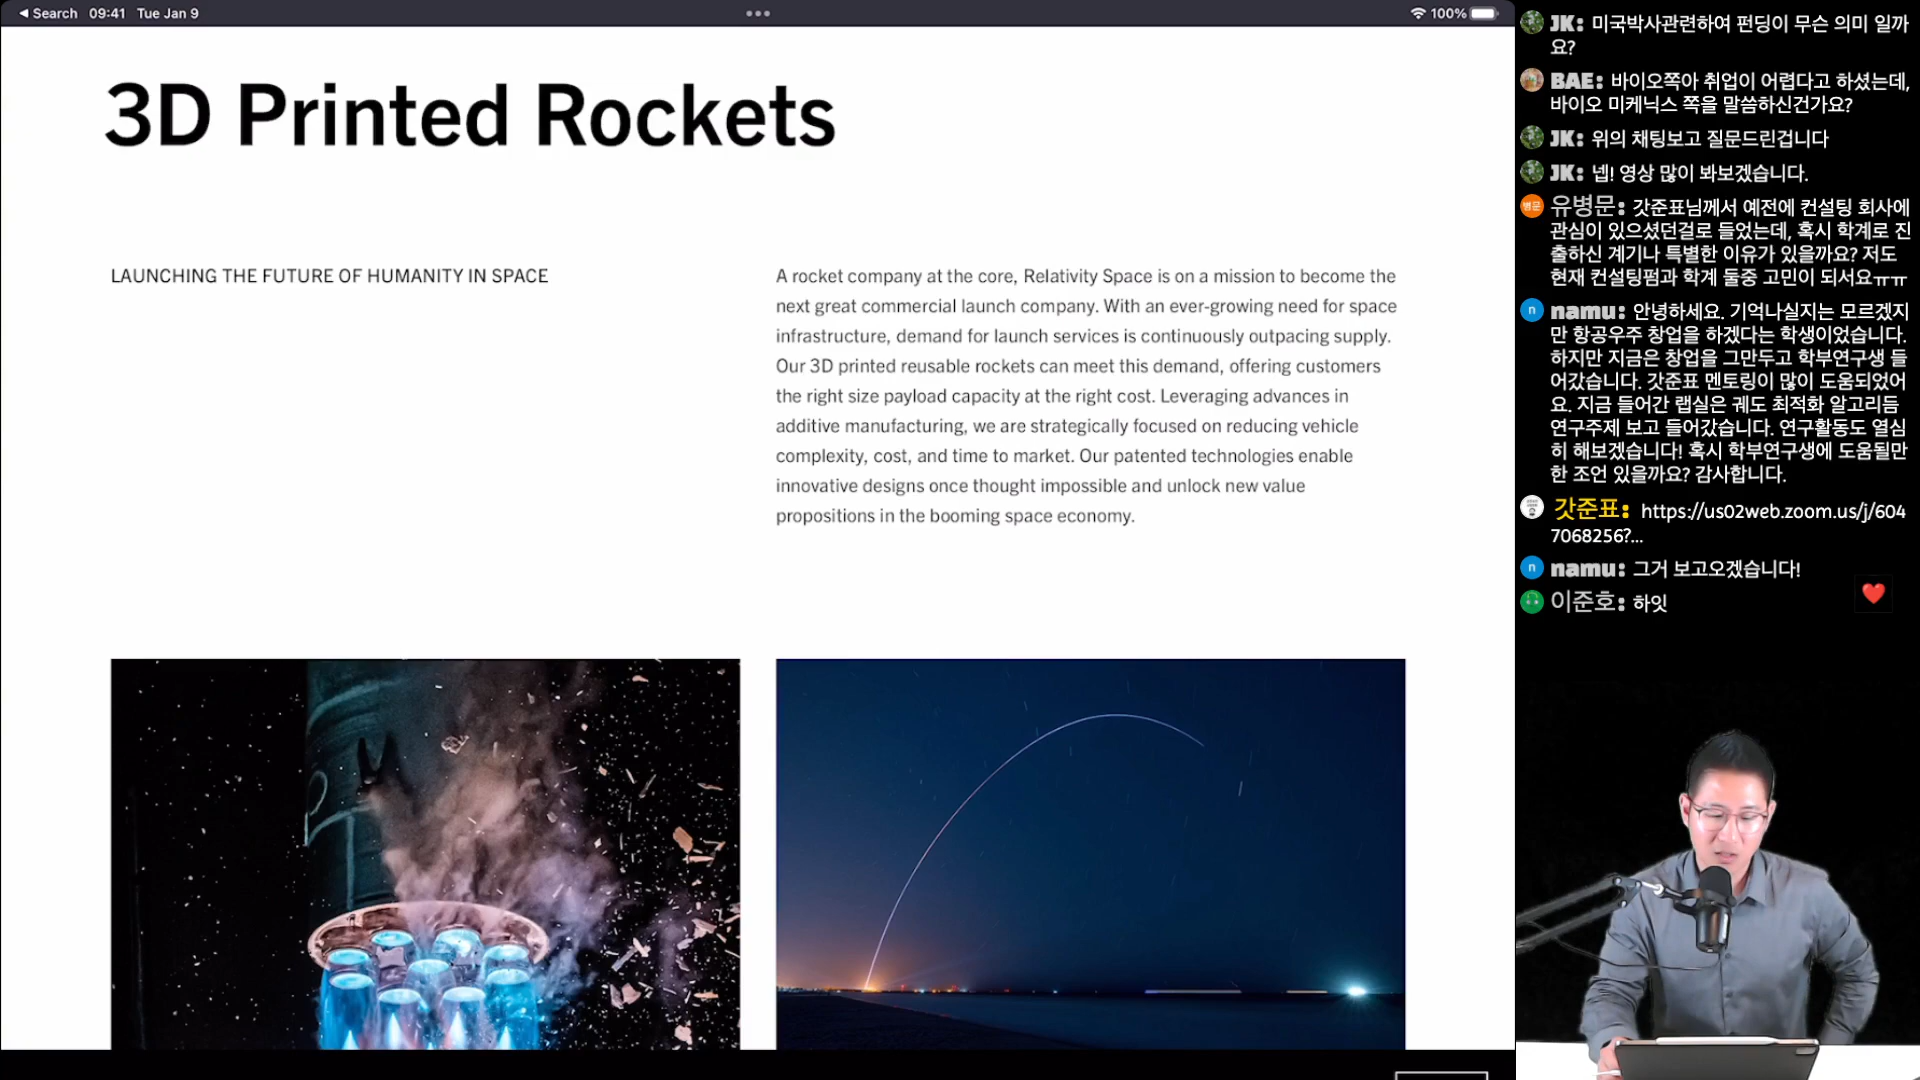 ◀ Search 09:41 Tue Jan 9
100%
3D Printed Rockets
LAUNCHING THE FUTURE OF HUMANITY IN SPACE
A rocket company at the core, Relativity Space is on a mission to become the
next great commercial launch company. With an ever-growing need for space
infrastructure, demand for launch services is continuously outpacing supply.
Our 3D printed reusable rockets can meet this demand, offering customers
the right size payload capacity at the right cost. Leveraging advances in
additive manufacturing, we are strategically focused on reducing vehicle
complexity, cost, and time to market. Our patented technologies enable
innovative designs once thought impossible and unlock new value
propositions in the booming space economy.
JK: 미국박사관련하여 펀딩이 무슨 의미 일까
요?
BAE: 바이오쪽아 취업이 어렵다고 하셨는데,
바이오 미케닉스 쪽을 말씀하신건가요?
JK: 위의 채팅보고 질문드린겁니다
JK: 넵! 영상 많이 봐보겠습니다.
병문 유병문: 갓준표님께서 예전에 컨설팅 회사에
관심이 있으셨던걸로 들었는데, 혹시 학계로 진
출하신 계기나 특별한 이유가 있을까요? 저도
현재 컨설팅펌과 학계 둘중 고민이 되서요ㅠㅠ
n namu: 안녕하세요. 기억나실지는 모르겠지
만 항공우주 창업을 하겠다는 학생이었습니다.
하지만 지금은 창업을 그만두고 학부연구생 들
어갔습니다. 갓준표 멘토링이 많이 도움되었어
요. 지금 들어간 랩실은 궤도 최적화 알고리듬
연구주제 보고 들어갔습니다. 연구활동도 열심
히 해보겠습니다! 혹시 학부연구생에 도움될만
한 조언 있을까요? 감사합니다.
갓준표: https://us02web.zoom.us/j/604
7068256?...
n namu: 그거 보고오겠습니다!
이준호: 하잇